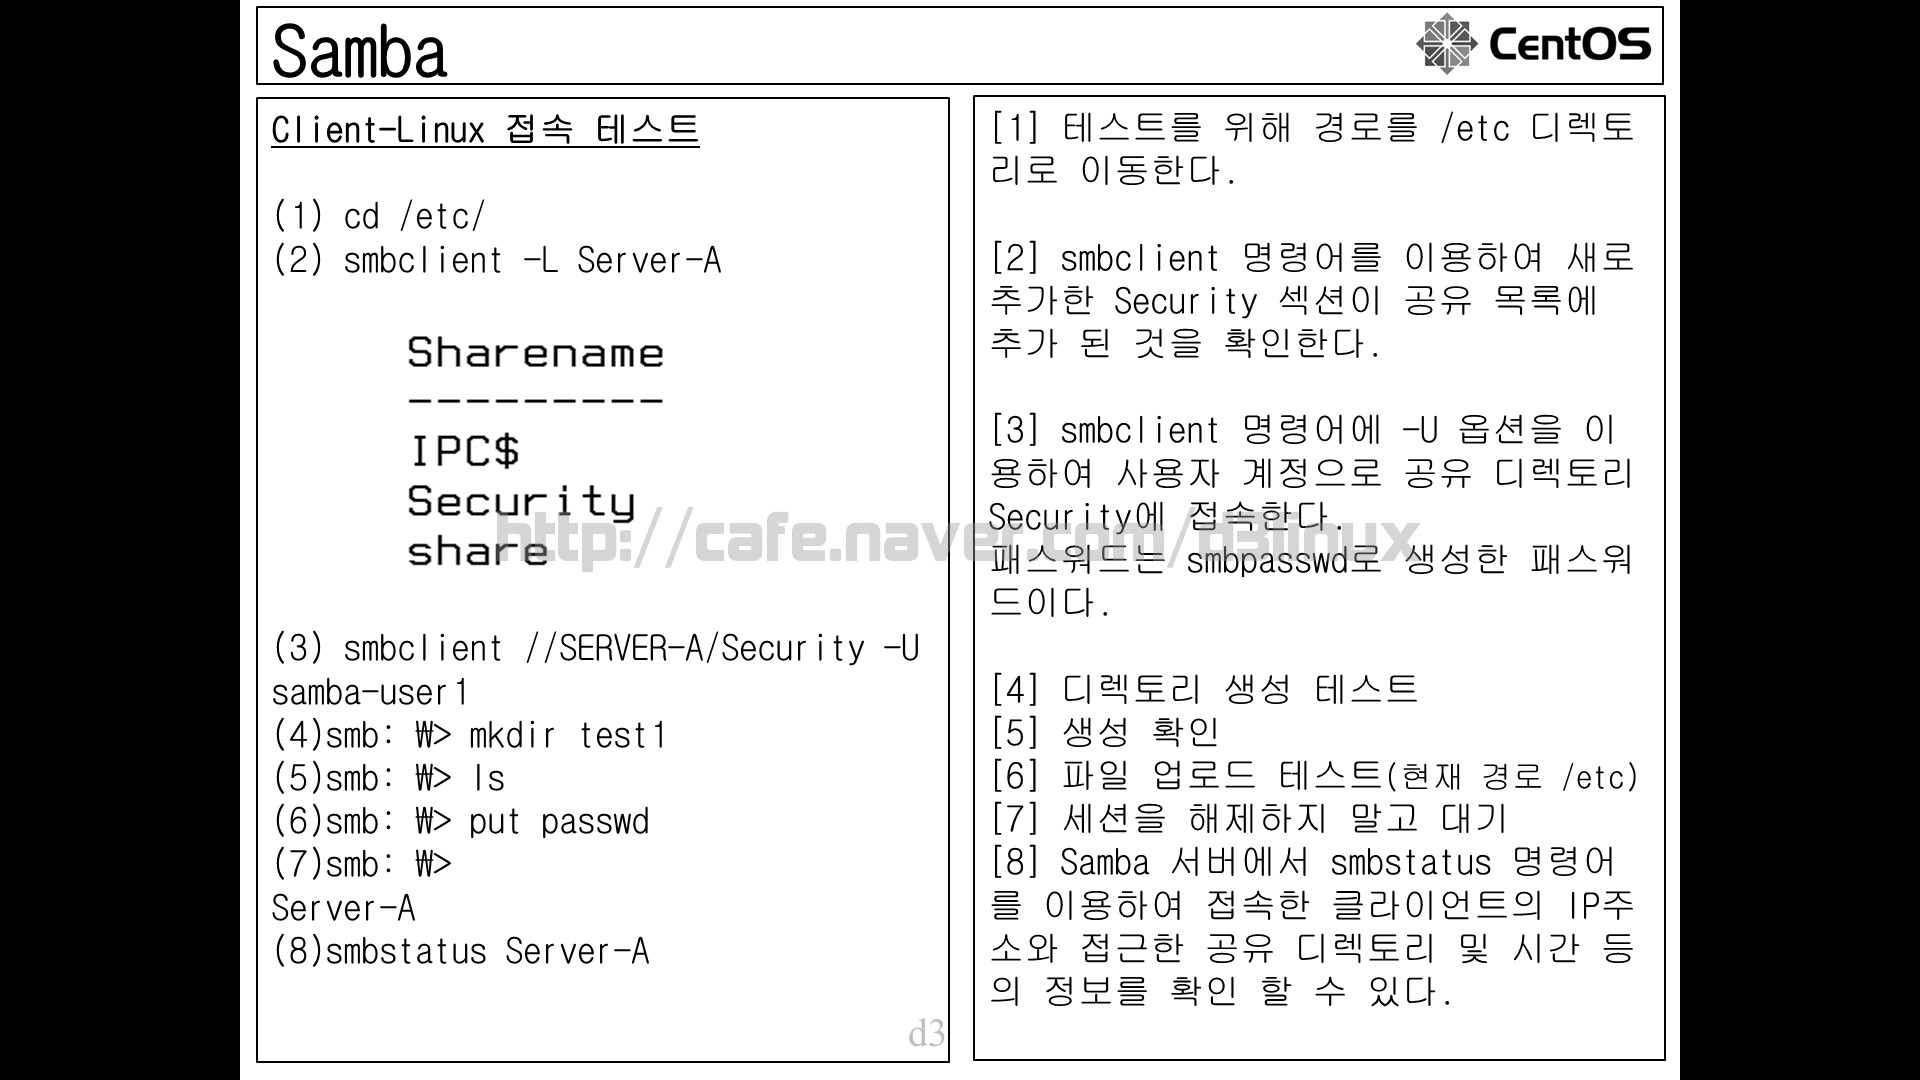 Samba
CentOS
Client-Linux 접속 테스트
(1) cd /etc/
(2) smbclient -L Server-A
Sharename
---------
IPC$
Security
share
(3) smbclient //SERVER-A/Security -U
samba-user1
(4)smb: ₩> mkdir test1
(5)smb: ₩> ls
(6)smb: ₩> put passwd
(7)smb: ₩>
Server-A
(8)smbstatus Server-A
d3
[1] 테스트를 위해 경로를 /etc 디렉토
리로 이동한다.
[2] smbclient 명령어를 이용하여 새로
추가한 Security 섹션이 공유 목록에
추가 된 것을 확인한다.
[3] smbclient 명령어에 -U 옵션을 이
용하여 사용자 계정으로 공유 디렉토리
Security에 접속한다.
패스워드는 smbpasswd로 생성한 패스워
드이다.
[4] 디렉토리 생성 테스트
[5] 생성 확인
[6] 파일 업로드 테스트(현재 경로 /etc)
[7] 세션을 해제하지 말고 대기
[8] Samba 서버에서 smbstatus 명령어
를 이용하여 접속한 클라이언트의 IP주
소와 접근한 공유 디렉토리 및 시간 등
의 정보를 확인 할 수 있다.
http://cafe.naver.com/d3linux